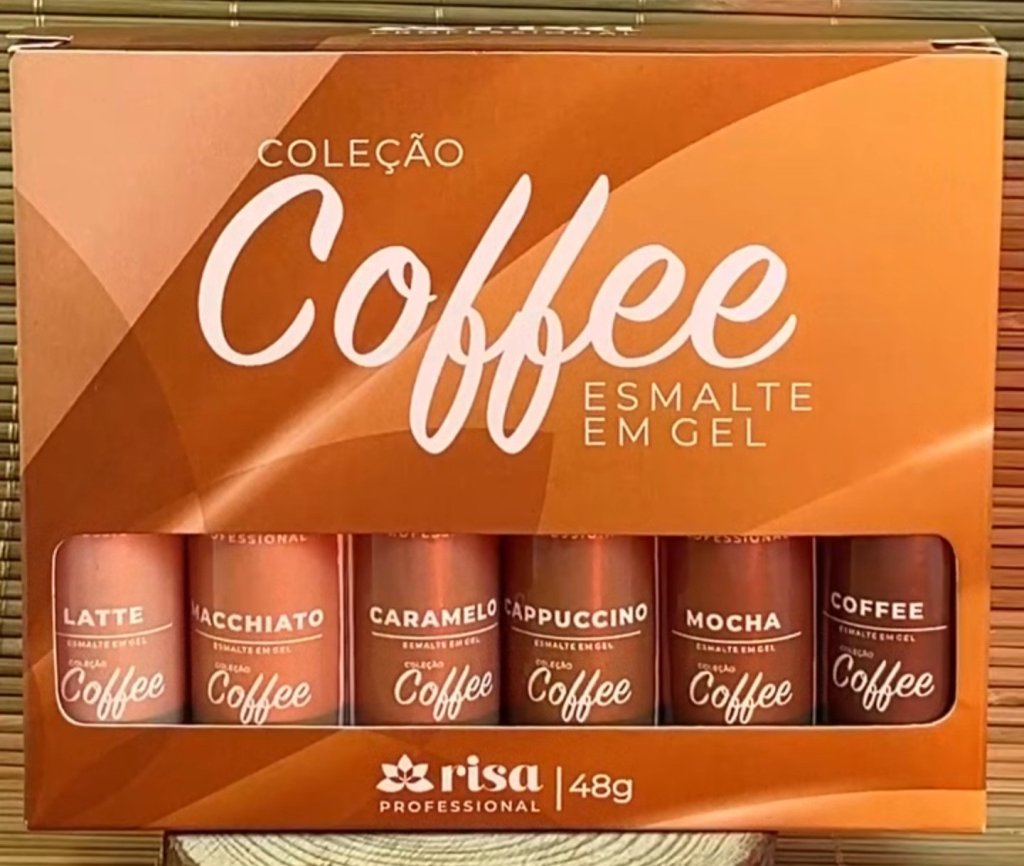 COLEÇÃO
Coffee
ESMALTE
EM GEL
LATTE
ESMALTE EM GEL
COLEÇÃO
Coffee
MACCHIATO
ESMALTE EM GEL
COLEÇÃO
Coffee
CARAMELO
ESMALTE EM GEL
COLEÇÃO
Coffee
CAPPUCCINO
ESMALTE EM GEL
COLEÇÃO
Coffee
PROFESSIONAL
MOCHA
ESMALTE EM GEL
COLEÇÃO
Coffee
COFFEE
ESMALTE EM GEL
COLEÇÃO
Coffee
risa
PROFESSIONAL
48g